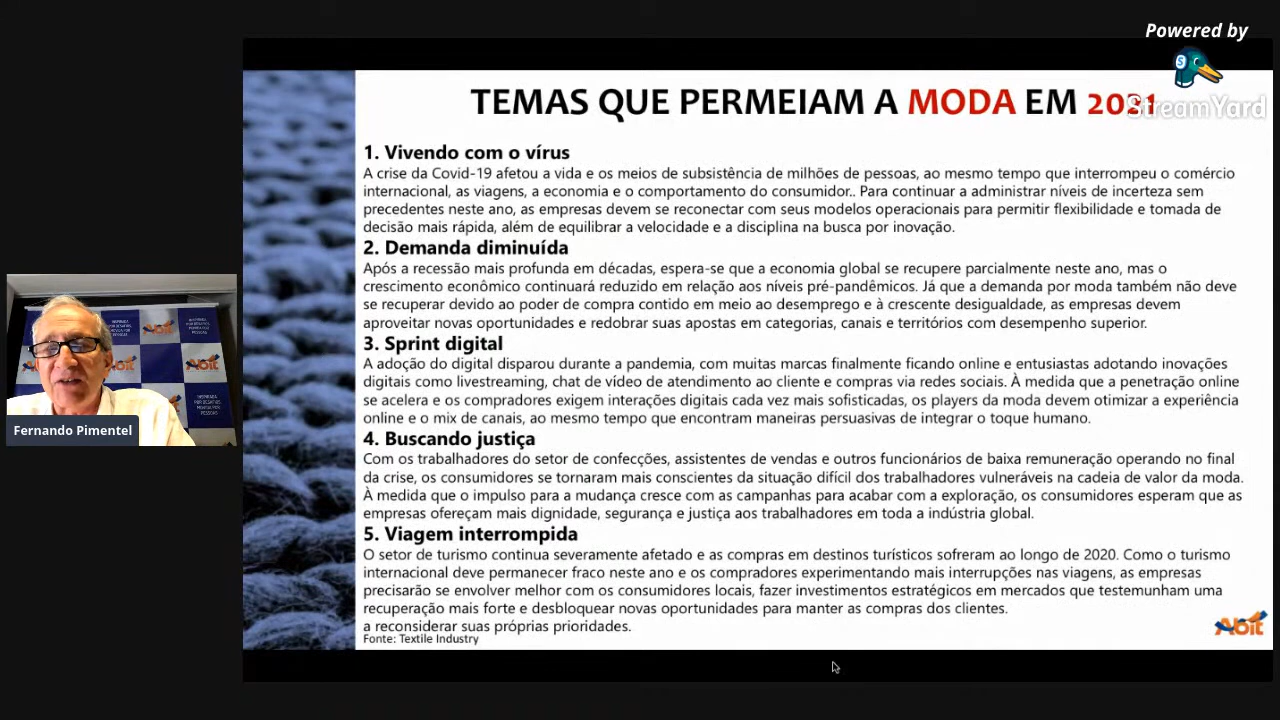 Powered by
StreamYard
TEMAS QUE PERMEIAM A MODA EM 2021
1. Vivendo com o vírus
A crise da Covid-19 afetou a vida e os meios de subsistência de milhões de pessoas, ao mesmo tempo que interrompeu o comércio
internacional, as viagens, a economia e o comportamento do consumidor.. Para continuar a administrar níveis de incerteza sem
precedentes neste ano, as empresas devem se reconectar com seus modelos operacionais para permitir flexibilidade e tomada de
decisão mais rápida, além de equilibrar a velocidade e a disciplina na busca por inovação.
2. Demanda diminuída
Após a recessão mais profunda em décadas, espera-se que a economia global se recupere parcialmente neste ano, mas o
crescimento econômico continuará reduzido em relação aos níveis pré-pandêmicos. Já que a demanda por moda também não deve
se recuperar devido ao poder de compra contido em meio ao desemprego e à crescente desigualdade, as empresas devem
aproveitar novas oportunidades e redobrar suas apostas em categorias, canais e territórios com desempenho superior.
3. Sprint digital
A adoção do digital disparou durante a pandemia, com muitas marcas finalmente ficando online e entusiastas adotando inovações
digitais como livestreaming, chat de vídeo de atendimento ao cliente e compras via redes sociais. À medida que a penetração online
se acelera e os compradores exigem interações digitais cada vez mais sofisticadas, os players da moda devem otimizar a experiência
online e o mix de canais, ao mesmo tempo que encontram maneiras persuasivas de integrar o toque humano.
4. Buscando justiça
Com os trabalhadores do setor de confecções, assistentes de vendas e outros funcionários de baixa remuneração operando no final
da crise, os consumidores se tornaram mais conscientes da situação difícil dos trabalhadores vulneráveis na cadeia de valor da moda.
À medida que o impulso para a mudança cresce com as campanhas para acabar com a exploração, os consumidores esperam que as
empresas ofereçam mais dignidade, segurança e justiça aos trabalhadores em toda a indústria global.
5. Viagem interrompida
O setor de turismo continua severamente afetado e as compras em destinos turísticos sofreram ao longo de 2020. Como o turismo
internacional deve permanecer fraco neste ano e os compradores experimentando mais interrupções nas viagens, as empresas
precisarão se envolver melhor com os consumidores locais, fazer investimentos estratégicos em mercados que testemunham uma
recuperação mais forte e desbloquear novas oportunidades para manter as compras dos clientes.
a reconsiderar suas próprias prioridades.
Fonte: Textile Industry
Abit
Fernando Pimentel
Abit
INSPIRADA
POR DESAFIOS,
MOVIDA POR
PESSOAS